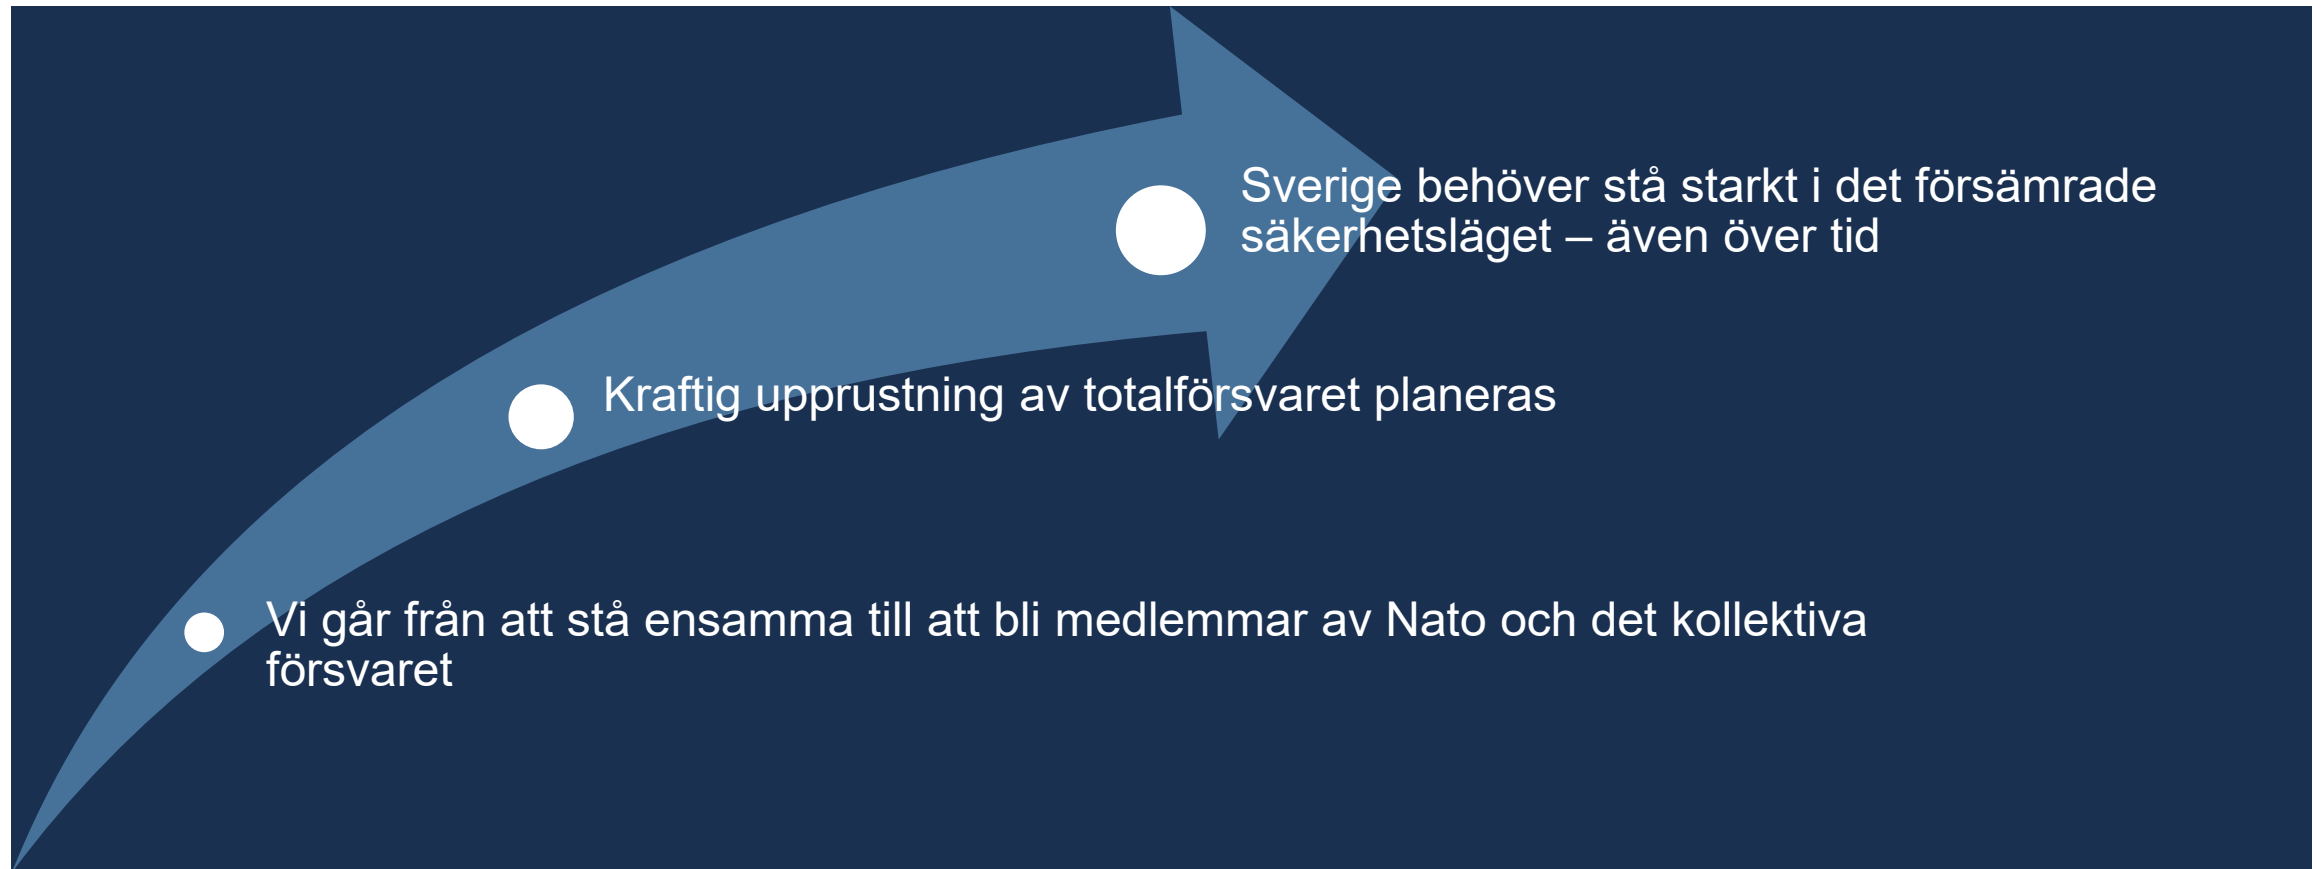 Sverige behöver stå starkt i det försämrade
säkerhetsläget – även över tid
Kraftig upprustning av totalförsvaret planeras
Vi går från att stå ensamma till att bli medlemmar av Nato och det kollektiva
försvaret